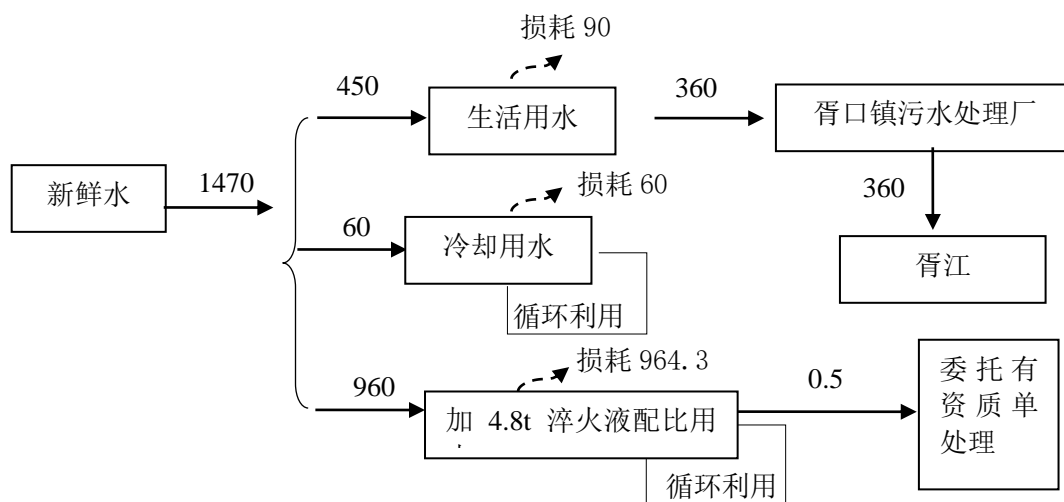 损耗 90
450
生活用水
360
胥口镇污水处理厂
新鲜水
1470
损耗 60
360
60
冷却用水
胥江
循环利用
损耗 964.3
960
加 4.8t 淬火液配比用
0.5
委托有
资质单
处理
循环利用